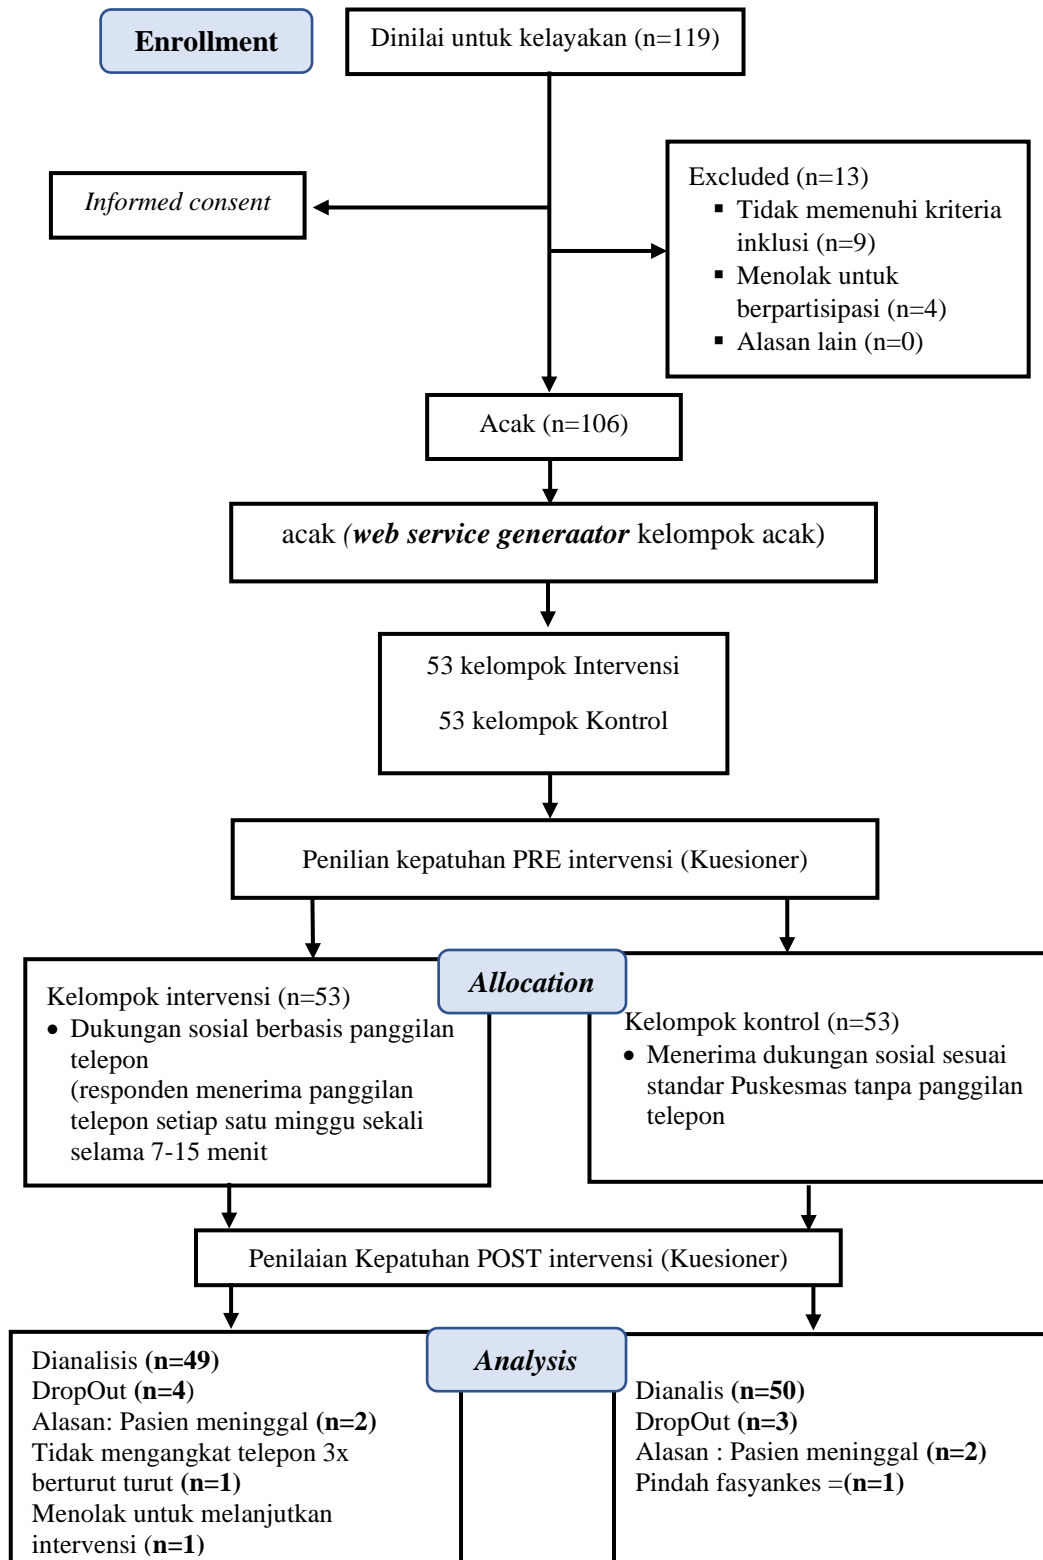 Enrollment
Dinilai untuk kelayakan (n=119)
Informed consent
Excluded (n=13)
▪ Tidak memenuhi kriteria
inklusi (n=9)
▪ Menolak untuk
berpartisipasi (n=4)
▪ Alasan lain (n=0)
Acak (n=106)
acak (web service generaator kelompok acak)
53 kelompok Intervensi
53 kelompok Kontrol
Penilian kepatuhan PRE intervensi (Kuesioner)
Allocation
Kelompok intervensi (n=53)
• Dukungan sosial berbasis panggilan
telepon
(responden menerima panggilan
telepon setiap satu minggu sekali
selama 7-15 menit
Kelompok kontrol (n=53)
• Menerima dukungan sosial sesuai
standar Puskesmas tanpa panggilan
telepon
Penilaian Kepatuhan POST intervensi (Kuesioner)
Analysis
Dianalisis (n=49)
DropOut (n=4)
Alasan: Pasien meninggal (n=2)
Tidak mengangkat telepon 3x
berturut turut (n=1)
Menolak untuk melanjutkan
intervensi (n=1)
Dianalis (n=50)
DropOut (n=3)
Alasan : Pasien meninggal (n=2)
Pindah fasyankes =(n=1)